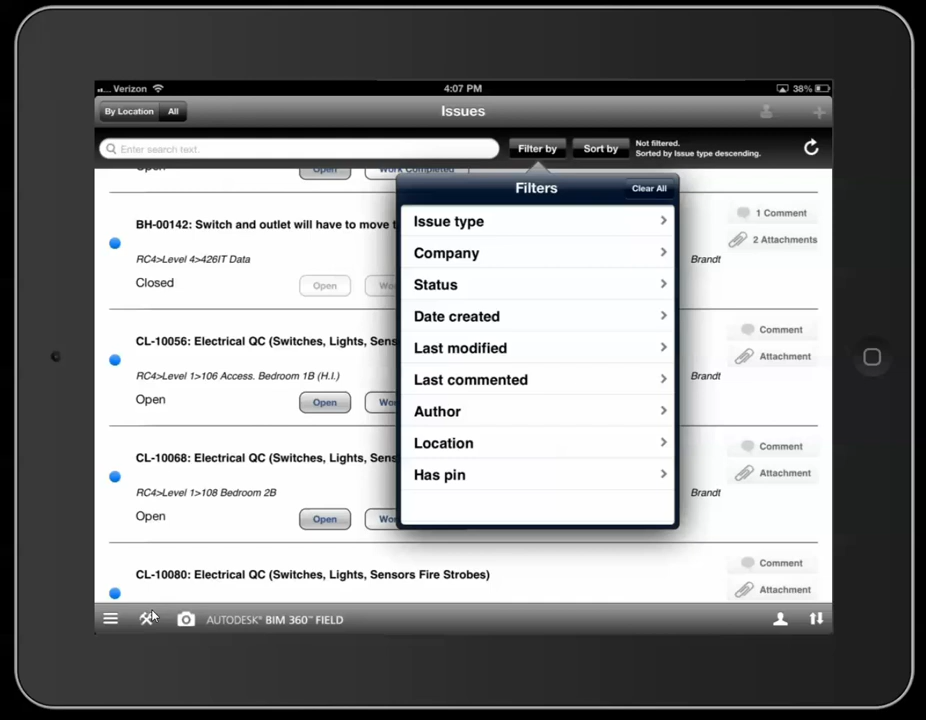 Verizon 4:07 PM 38%
By Location All Issues
Enter search text. Filter by Sort by Not filtered.
Sorted by Issue type descending.
Open Open Work Completed
Filters Clear All
Issue type
Company
Status
Date created
Last modified
Last commented
Author
Location
Has pin
BH-00142: Switch and outlet will have to move
1 Comment
2 Attachments
RC4>Level 4>426IT Data Brandt
Closed Open
CL-10056: Electrical QC (Switches, Lights, Sens
Comment
Attachment
RC4>Level 1>106 Access. Bedroom 1B (H.I.) Brandt
Open Open
CL-10068: Electrical QC (Switches, Lights, Sens
Comment
Attachment
RC4>Level 1>108 Bedroom 2B Brandt
Open Open
CL-10080: Electrical QC (Switches, Lights, Sensors Fire Strobes)
Comment
Attachment
AUTODESK® BIM 360™ FIELD